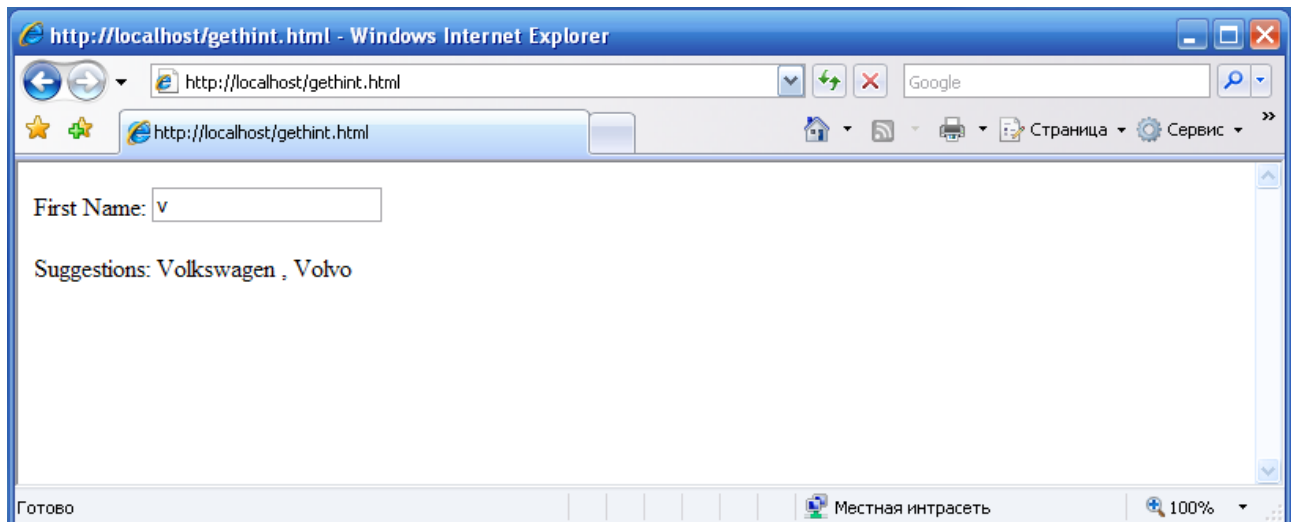 http://localhost/gethint.html - Windows Internet Explorer
http://localhost/gethint.html
Google
http://localhost/gethint.html
Страница
Сервис
»
First Name: v
Suggestions: Volkswagen , Volvo
Готово
Местная интрасеть
100%